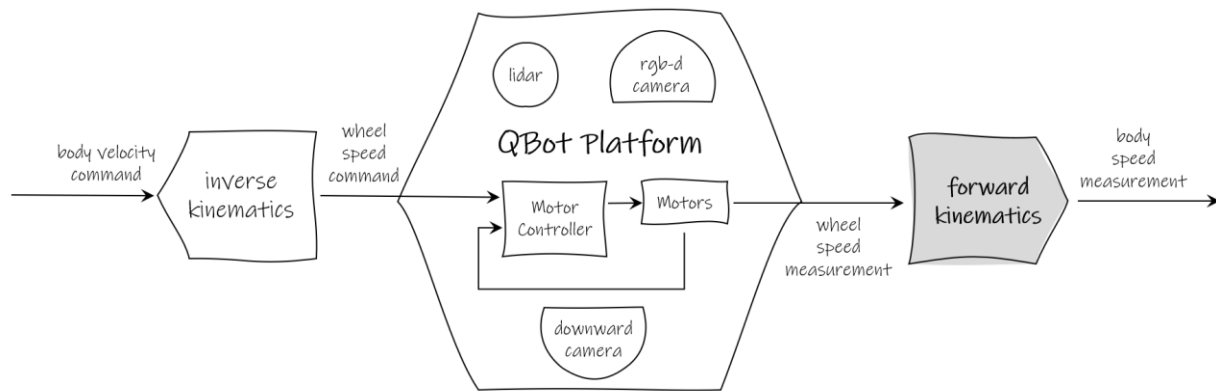 body velocity
command
inverse
kinematics
wheel
speed
command
lidar
rgb-d
camera
QBot Platform
Motor
Controller
Motors
downward
camera
wheel
speed
measurement
forward
kinematics
body
speed
measurement